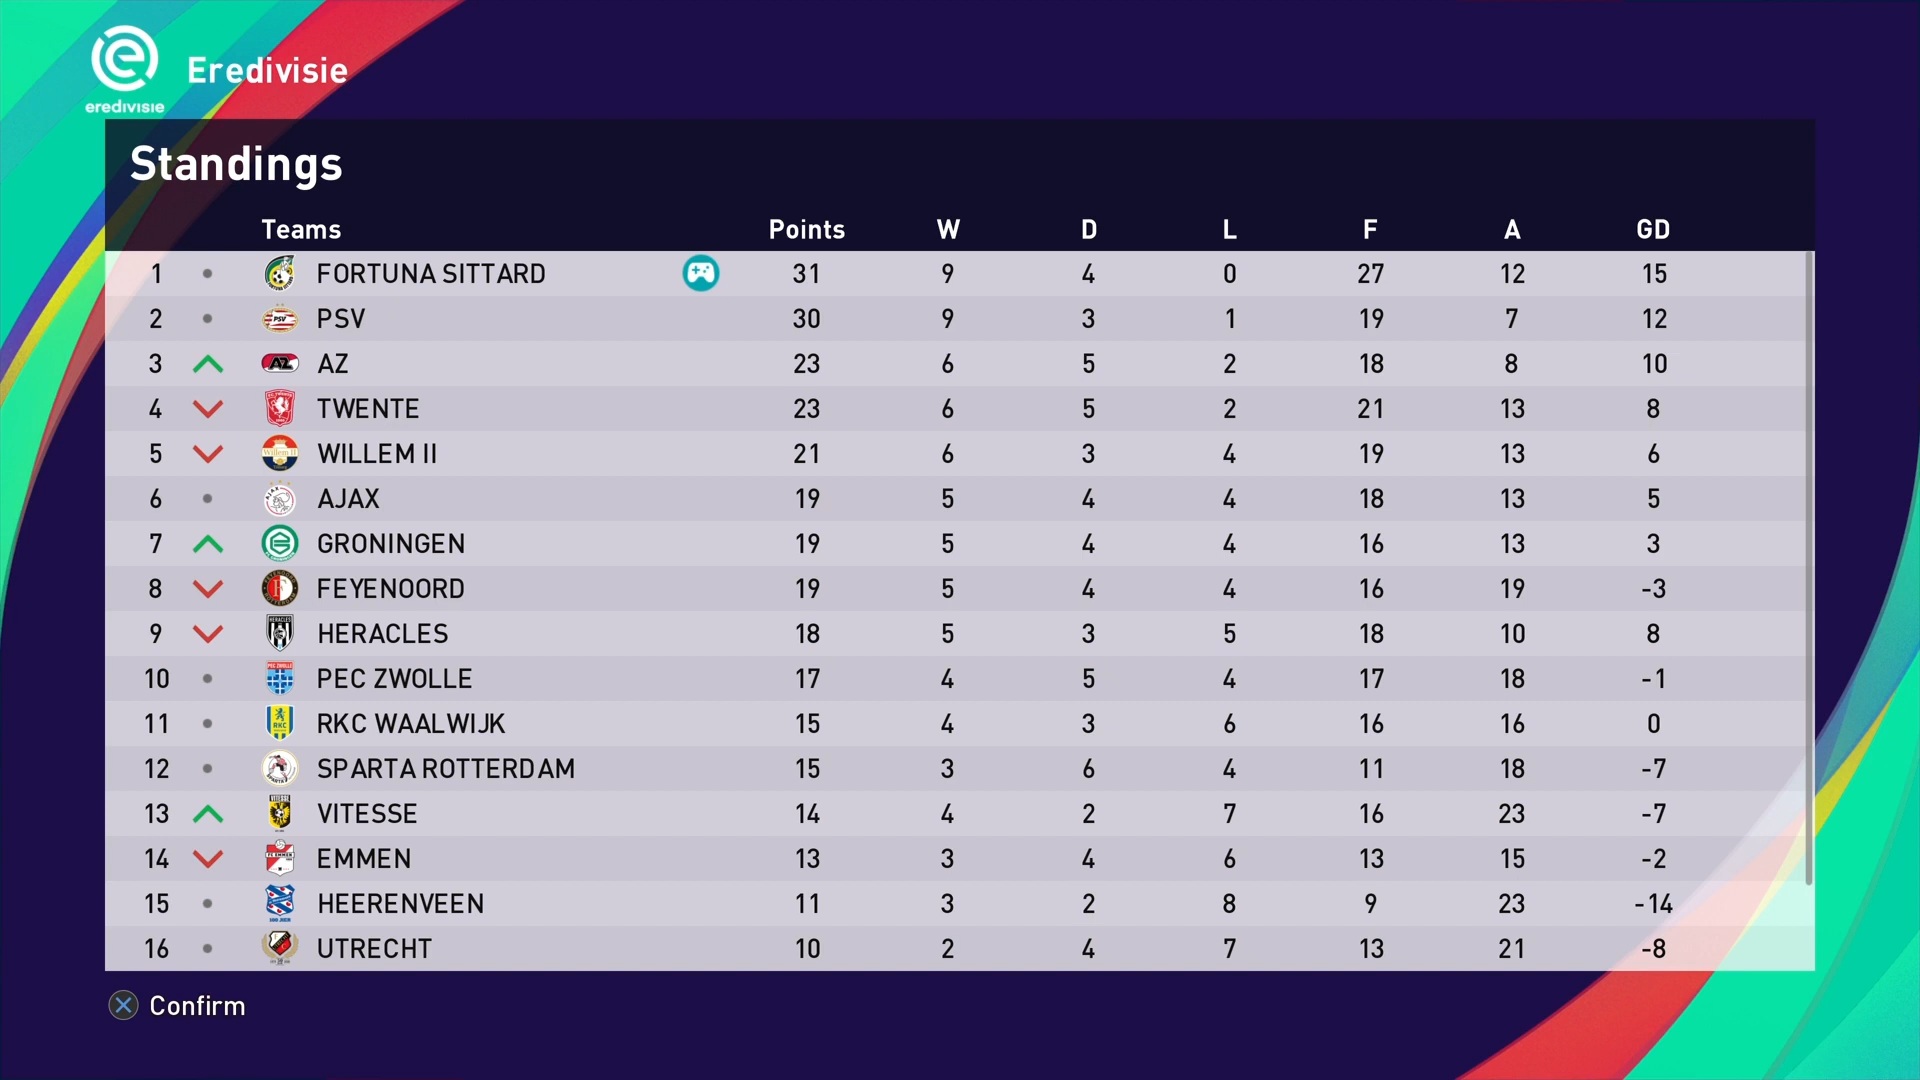 eredivisie
Eredivisie
Standings
Teams Points W D L F A GD
1 FORTUNA SITTARD 31 9 4 0 27 12 15
2 PSV 30 9 3 1 19 7 12
3 AZ 23 6 5 2 18 8 10
4 TWENTE 23 6 5 2 21 13 8
5 WILLEM II 21 6 3 4 19 13 6
6 AJAX 19 5 4 4 18 13 5
7 GRONINGEN 19 5 4 4 16 13 3
8 FEYENOORD 19 5 4 4 16 19 -3
9 HERACLES 18 5 3 5 18 10 8
10 PEC ZWOLLE 17 4 5 4 17 18 -1
11 RKC WAALWIJK 15 4 3 6 16 16 0
12 SPARTA ROTTERDAM 15 3 6 4 11 18 -7
13 VITESSE 14 4 2 7 16 23 -7
14 EMMEN 13 3 4 6 13 15 -2
15 HEERENVEEN 11 3 2 8 9 23 -14
16 UTRECHT 10 2 4 7 13 21 -8
Confirm